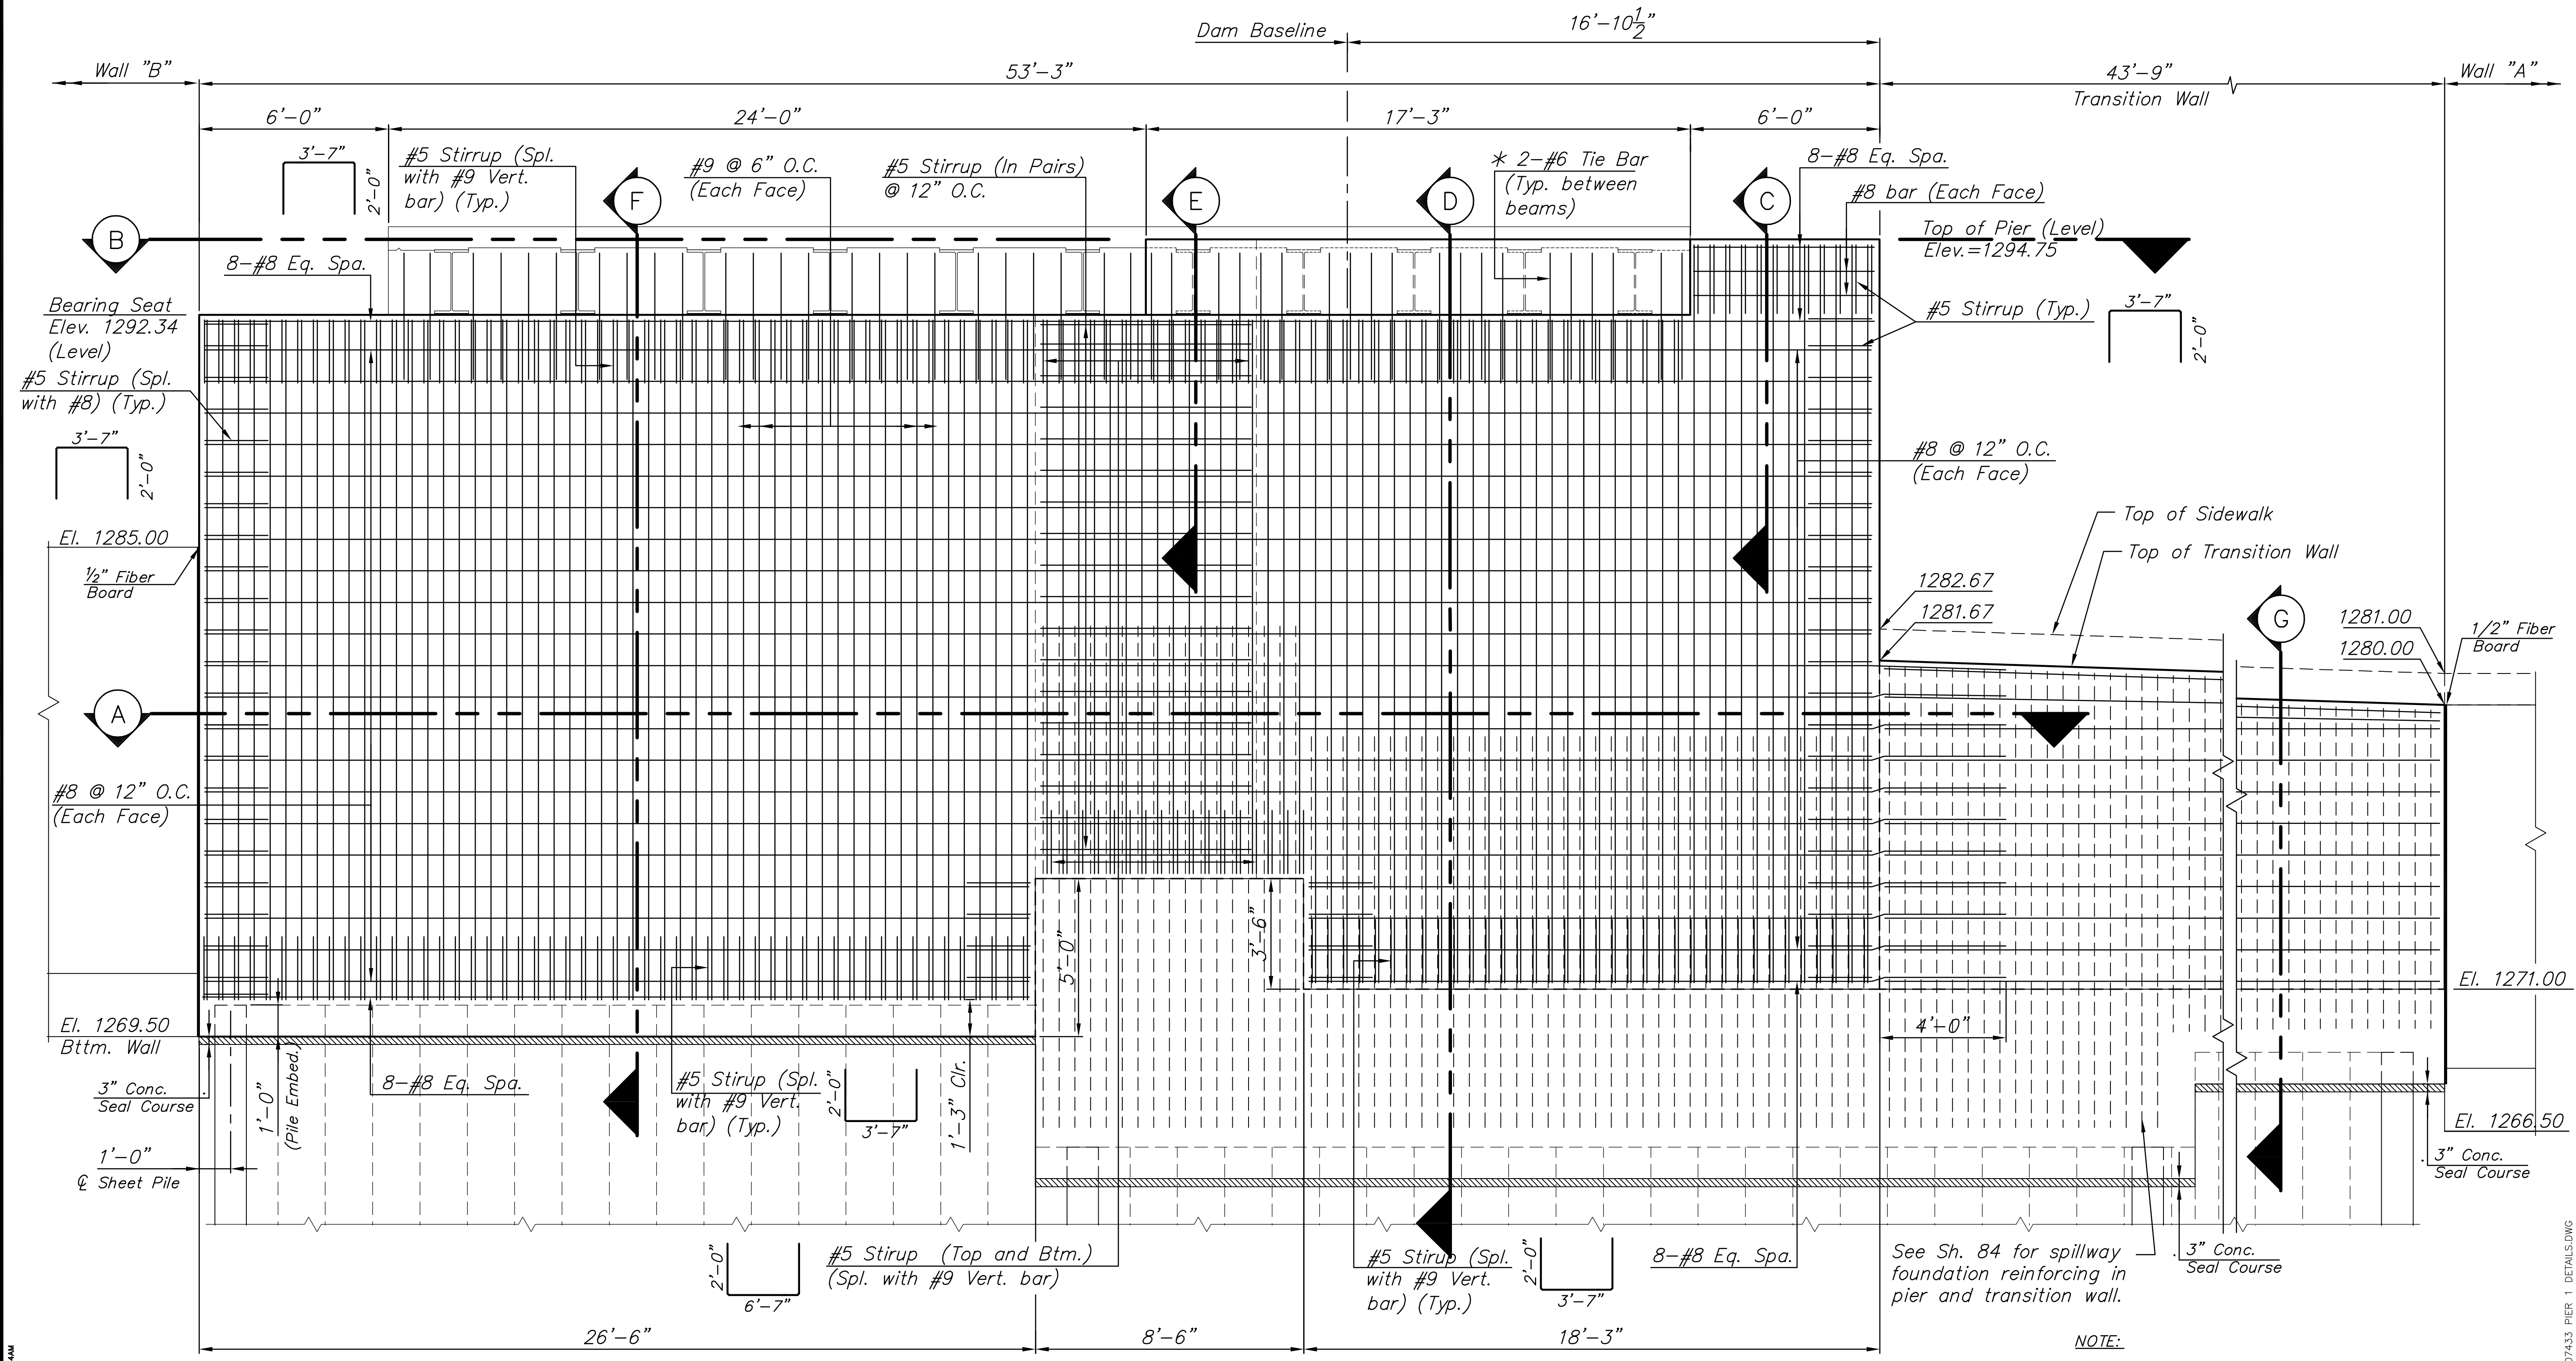 Dam Baseline
16'-10 1/2"
Wall "B"
53'-3"
43'-9"
Transition Wall
Wall "A"
6'-0"
24'-0"
17'-3"
6'-0"
3'-7"
2'-0"
#5 Stirrup (Spl.
with #9 Vert.
bar) (Typ.)
F
#9 @ 6" O.C.
(Each Face)
#5 Stirrup (In Pairs)
@ 12" O.C.
E
* 2-#6 Tie Bar
(Typ. between
beams)
D
C
8-#8 Eq. Spa.
#8 bar (Each Face)
Top of Pier (Level)
Elev.=1294.75
B
8-#8 Eq. Spa.
Bearing Seat
Elev. 1292.34
(Level)
#5 Stirrup (Typ.)
3'-7"
2'-0"
#5 Stirrup (Spl.
with #8) (Typ.)
3'-7"
2'-0"
#8 @ 12" O.C.
(Each Face)
El. 1285.00
1/2" Fiber
Board
Top of Sidewalk
Top of Transition Wall
1282.67
1281.67
G
1281.00
1280.00
1/2" Fiber
Board
A
#8 @ 12" O.C.
(Each Face)
5'-0"
3'-6"
El. 1271.00
El. 1269.50
Bttm. Wall
4'-0"
3" Conc.
Seal Course
1'-0"
(Pile Embed.)
8-#8 Eq. Spa.
#5 Stirup (Spl.
with #9 Vert.
bar) (Typ.)
2'-0"
3'-7"
1'-3" Clr.
El. 1266.50
3" Conc.
Seal Course
1'-0"
℄ Sheet Pile
2'-0"
6'-7"
#5 Stirup (Top and Btm.)
(Spl. with #9 Vert. bar)
#5 Stirup (Spl.
with #9 Vert.
bar) (Typ.)
2'-0"
3'-7"
8-#8 Eq. Spa.
See Sh. 84 for spillway
foundation reinforcing in
pier and transition wall.
3" Conc.
Seal Course
26'-6"
8'-6"
18'-3"
NOTE:
07433 PIER 1 DETAILS.DWG
4AM